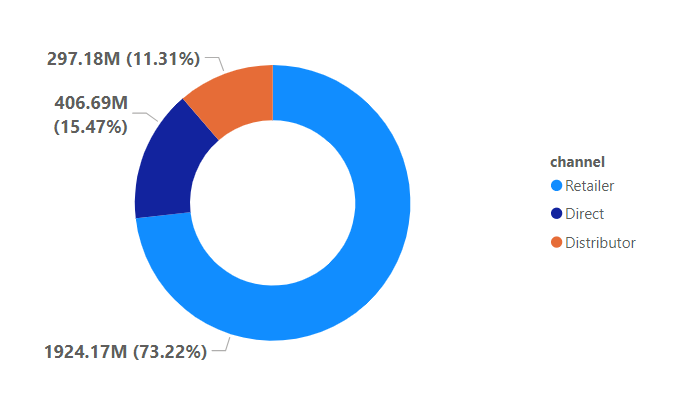 297.18M (11.31%)
406.69M
(15.47%)
1924.17M (73.22%)
channel
Retailer
Direct
Distributor